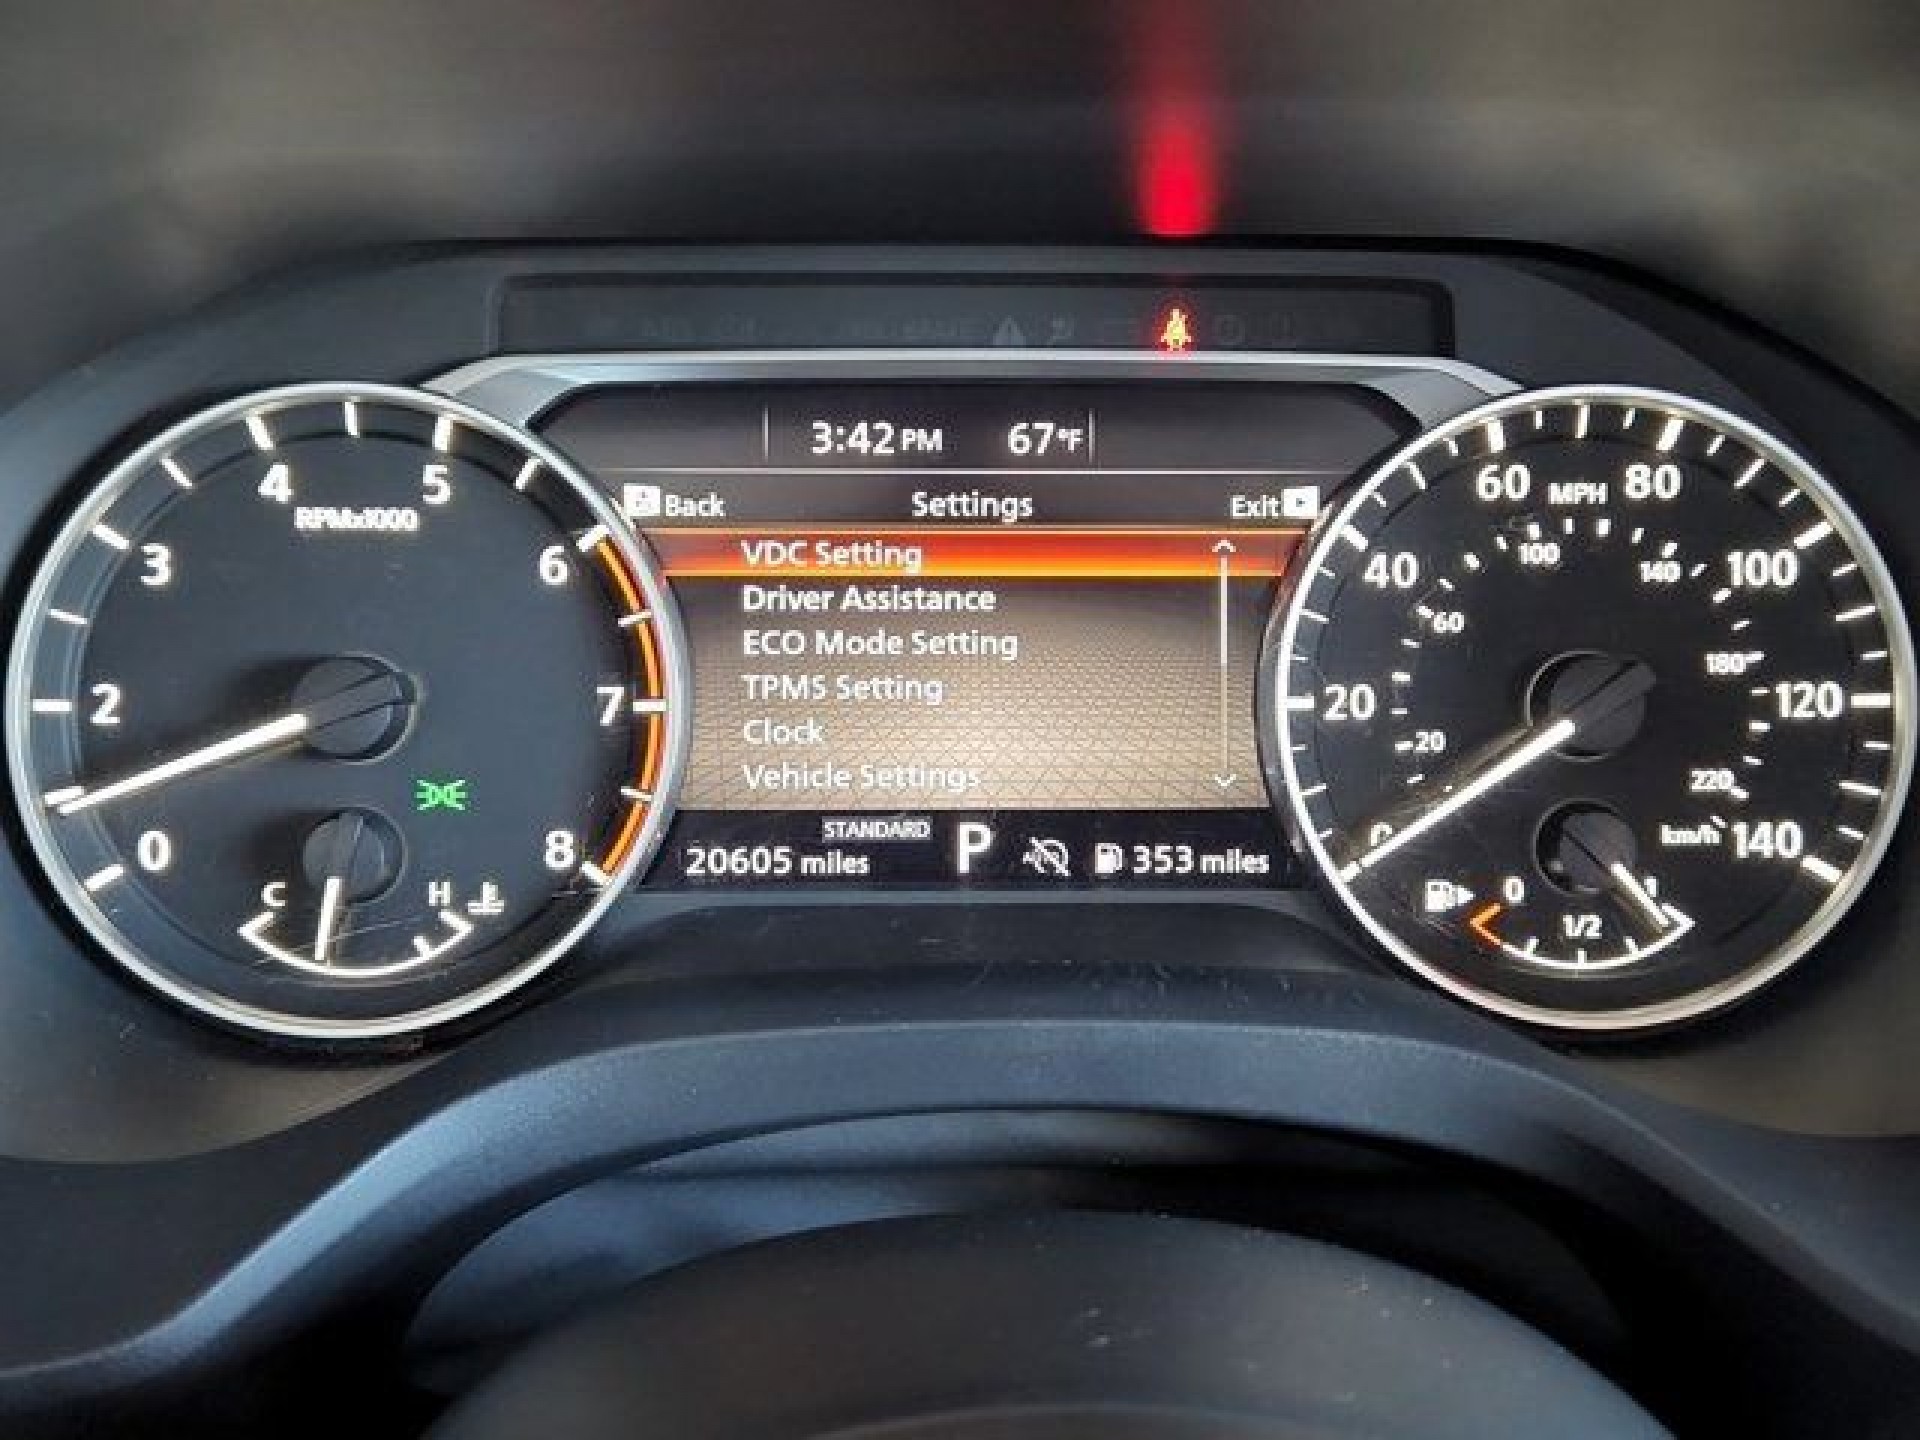 3:42 PM 67°F
Back Settings Exit
VDC Setting
Driver Assistance
ECO Mode Setting
TPMS Setting
Clock
Vehicle Settings
STANDARD
20605 miles P 353 miles
4 5
RPMx1000
3 6
2 7
0 8
C H
60 MPH 80
40 100 140 100
60
180
20 120
20
220
0 km/h 140
0 1
1/2